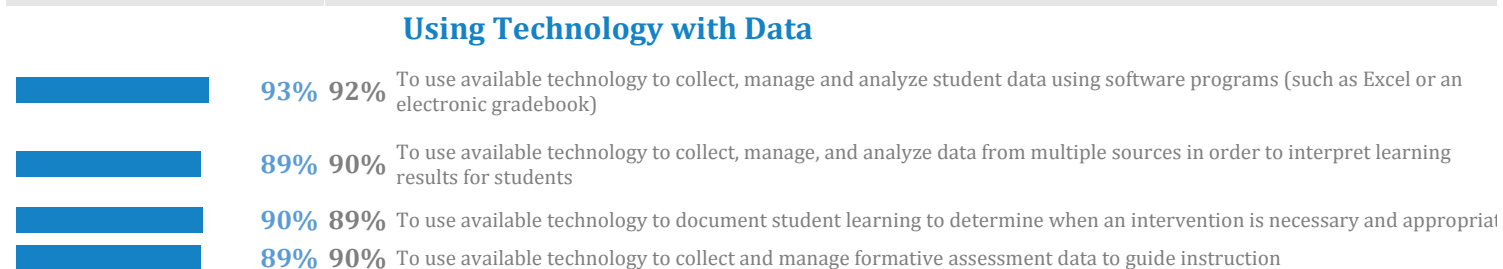 Using Technology with Data
93% 92% To use available technology to collect, manage and analyze student data using software programs (such as Excel or an
electronic gradebook)
89% 90% To use available technology to collect, manage, and analyze data from multiple sources in order to interpret learning
results for students
90% 89% To use available technology to document student learning to determine when an intervention is necessary and appropriat
89% 90% To use available technology to collect and manage formative assessment data to guide instruction